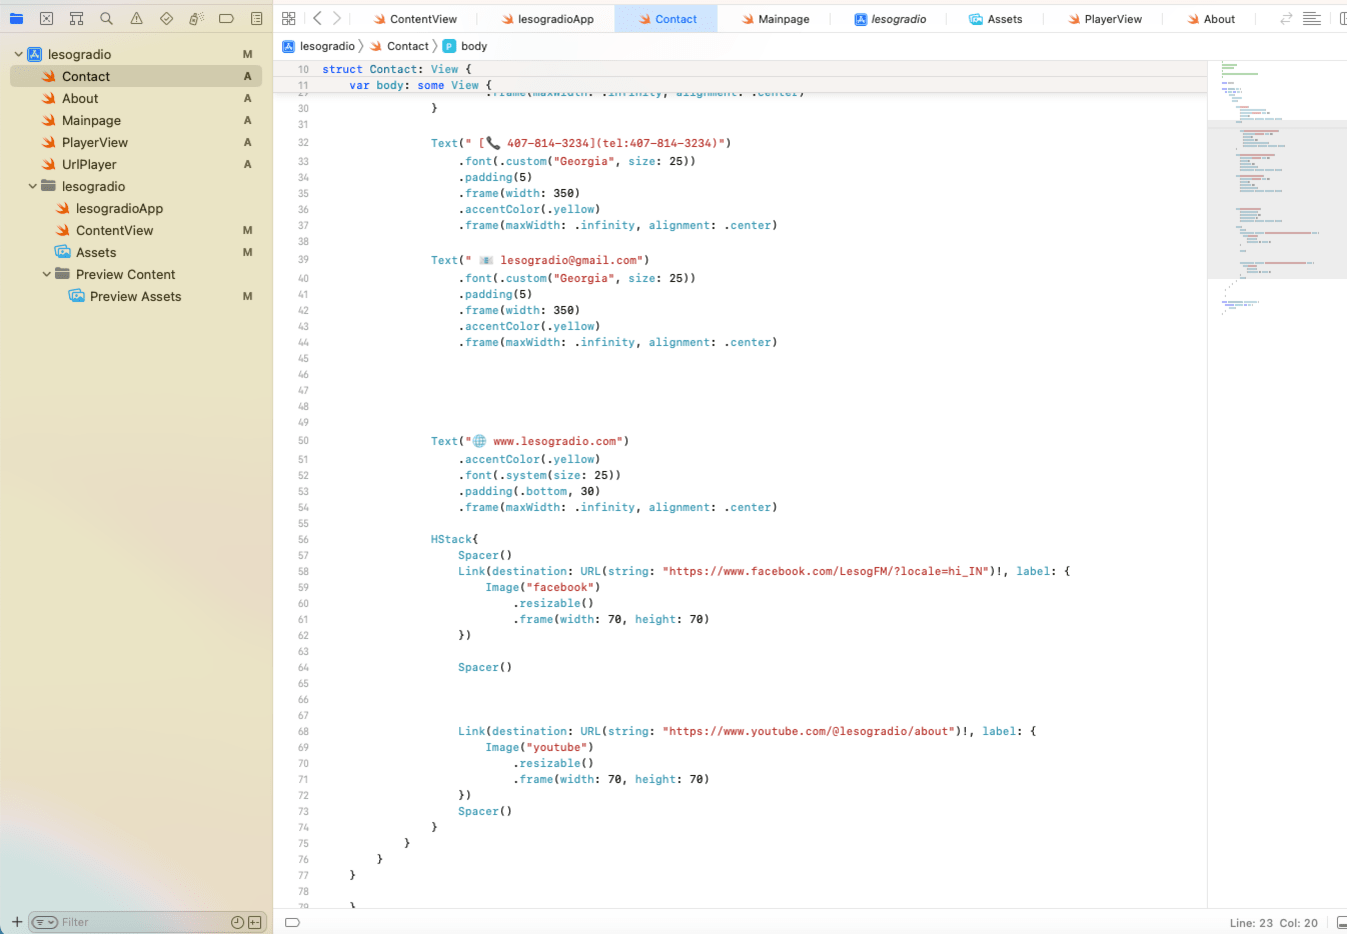 ContentView
lesogradioApp
Contact
Mainpage
lesogradio
Assets
PlayerView
About
lesogradio M
Contact A
About A
Mainpage A
PlayerView A
UrlPlayer A
lesogradio
lesogradioApp
ContentView M
Assets M
Preview Content
Preview Assets M
Filter
lesogradio 〉 Contact 〉 P body
10 struct Contact: View {
11 var body: some View {
.frame(maxWidth: .infinity, alignment: .center)
30 }
31
32 Text(" [📞 407-814-3234](tel:407-814-3234)")
33 .font(.custom("Georgia", size: 25))
34 .padding(5)
35 .frame(width: 350)
36 .accentColor(.yellow)
37 .frame(maxWidth: .infinity, alignment: .center)
38
39 Text(" 📧 lesogradio@gmail.com")
40 .font(.custom("Georgia", size: 25))
41 .padding(5)
42 .frame(width: 350)
43 .accentColor(.yellow)
44 .frame(maxWidth: .infinity, alignment: .center)
45
46
47
48
49
50 Text("🌐 www.lesogradio.com")
51 .accentColor(.yellow)
52 .font(.system(size: 25))
53 .padding(.bottom, 30)
54 .frame(maxWidth: .infinity, alignment: .center)
55
56 HStack{
57 Spacer()
58 Link(destination: URL(string: "https://www.facebook.com/LesogFM/?locale=hi_IN")!, label: {
59 Image("facebook")
60 .resizable()
61 .frame(width: 70, height: 70)
62 })
63
64 Spacer()
65
66
67
68 Link(destination: URL(string: "https://www.youtube.com/@lesogradio/about")!, label: {
69 Image("youtube")
70 .resizable()
71 .frame(width: 70, height: 70)
72 })
73 Spacer()
74 }
75 }
76 }
77 }
78
79 }
Line: 23 Col: 20